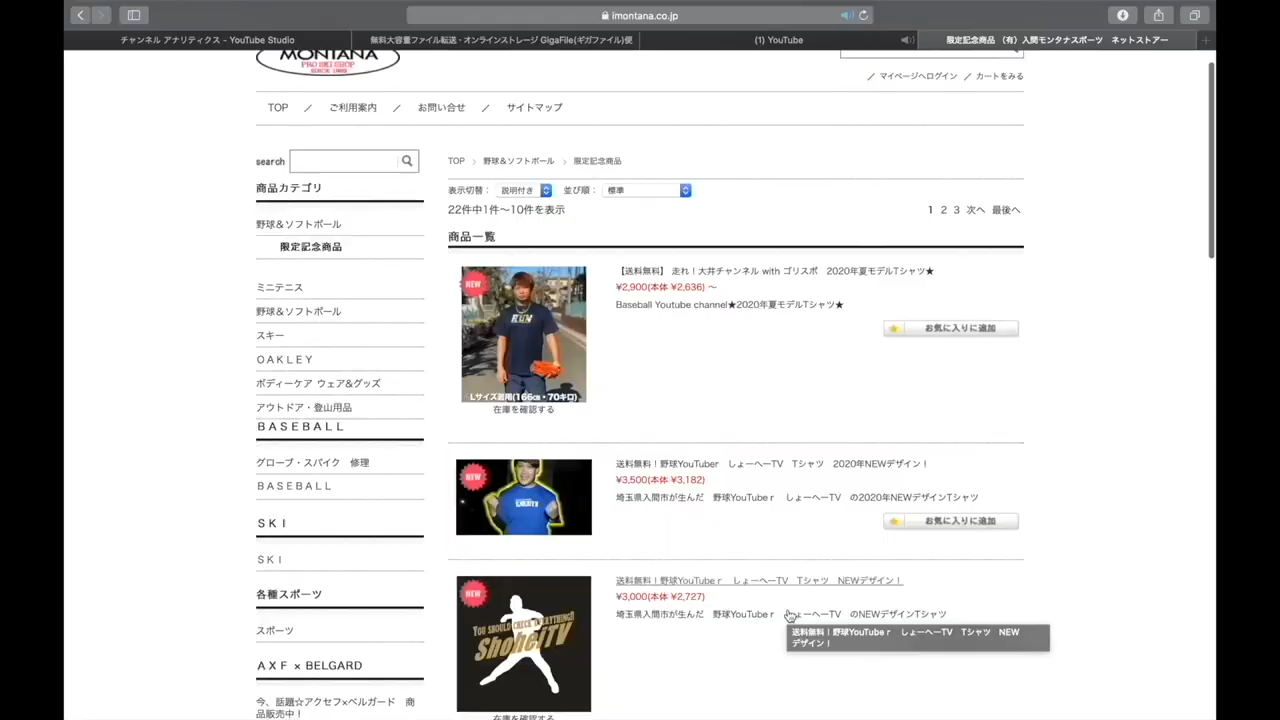 imontana.co.jp
チャンネル アナリティクス - YouTube Studio
無料大容量ファイル転送・オンラインストレージ GigaFile(ギガファイル)便
(1) YouTube
限定記念商品 （有）入間モンタナスポーツ　ネットストアー
MONTANA
PRO SKI SHOP
／ マイページへログイン ／ カートをみる
TOP ／ ご利用案内 ／ お問い合せ ／ サイトマップ
search
TOP > 野球＆ソフトボール > 限定記念商品
商品カテゴリ
表示切替： 説明付き 並び順： 標準
22件中1件〜10件を表示
1 2 3 次へ 最後へ
野球＆ソフトボール
限定記念商品
商品一覧
ミニテニス
野球＆ソフトボール
スキー
ＯＡＫＬＥＹ
ボディーケア ウェア&グッズ
アウトドア・登山用品
ＢＡＳＥＢＡＬＬ
グローブ・スパイク　修理
ＢＡＳＥＢＡＬＬ
ＳＫＩ
ＳＫＩ
各種スポーツ
スポーツ
ＡＸＦ × BELGARD
今、話題☆アクセフ×ベルガード　商
品販売中！
NEW
RUN
Lサイズ着用(166㎝・70キロ)
在庫を確認する
【送料無料】 走れ！大井チャンネル with ゴリスポ　2020年夏モデルTシャツ★
¥2,900(本体 ¥2,636) 〜
Baseball Youtube channel★2020年夏モデルTシャツ★
お気に入りに追加
NEW
送料無料！野球YouTuber　しょーへーTV　Tシャツ　2020年NEWデザイン！
¥3,500(本体 ¥3,182)
埼玉県入間市が生んだ　野球YouTubeｒ　しょーへーTV　の2020年NEWデザインTシャツ
お気に入りに追加
NEW
YOU SHOULD CHECK EVERYTHING!!
ShoheiTV
在庫を確認する
送料無料！野球YouTubeｒ　しょーへーTV　Tシャツ　NEWデザイン！
¥3,000(本体 ¥2,727)
埼玉県入間市が生んだ　野球YouTubeｒ　しょーへーTV　のNEWデザインTシャツ
送料無料！野球YouTubeｒ　しょーへーTV　Tシャツ　NEW
デザイン！